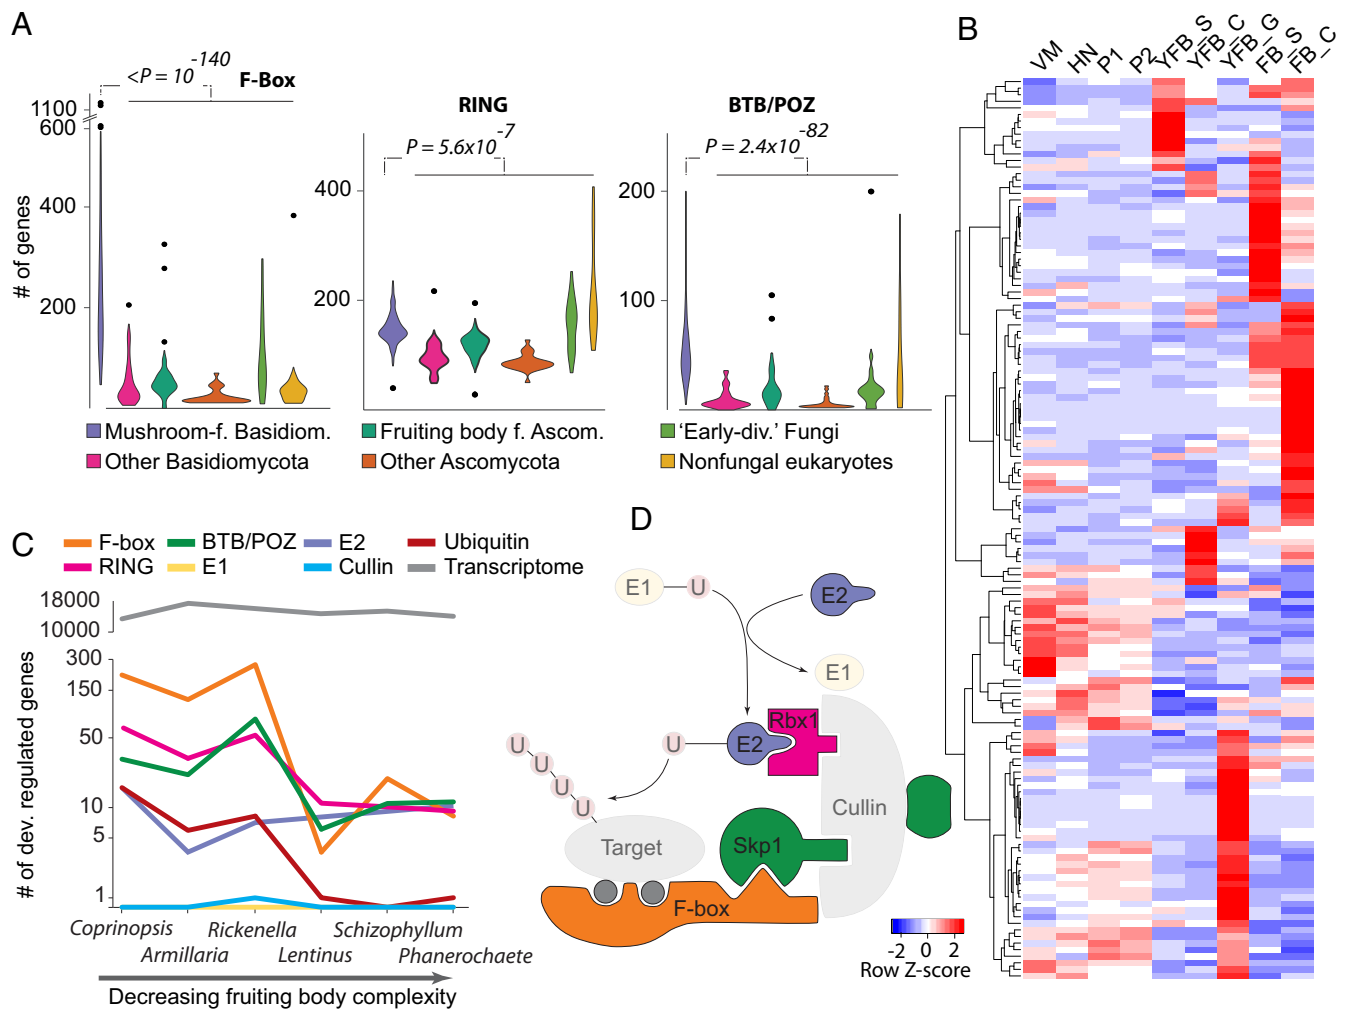 A
<P = 10
-140
F-Box
1100
600
400
200
# of genes
RING
P = 5.6x10
-7
400
200
BTB/POZ
P = 2.4x10
-82
200
100
Mushroom-f. Basidiom.
Fruiting body f. Ascom.
'Early-div.' Fungi
Other Basidiomycota
Other Ascomycota
Nonfungal eukaryotes
B
VM
HN
P1
P2
YFB_S
YFB_C
YFB_G
FB_S
FB_C
-2 0 2
Row Z-score
C
F-box
BTB/POZ
E2
Ubiquitin
RING
E1
Cullin
Transcriptome
18000
10000
300
150
50
10
5
1
# of dev. regulated genes
Coprinopsis
Armillaria
Rickenella
Lentinus
Schizophyllum
Phanerochaete
Decreasing fruiting body complexity
D
E1
U
E2
E1
Rbx1
E2
U
U
U
U
U
Cullin
Target
Skp1
F-box